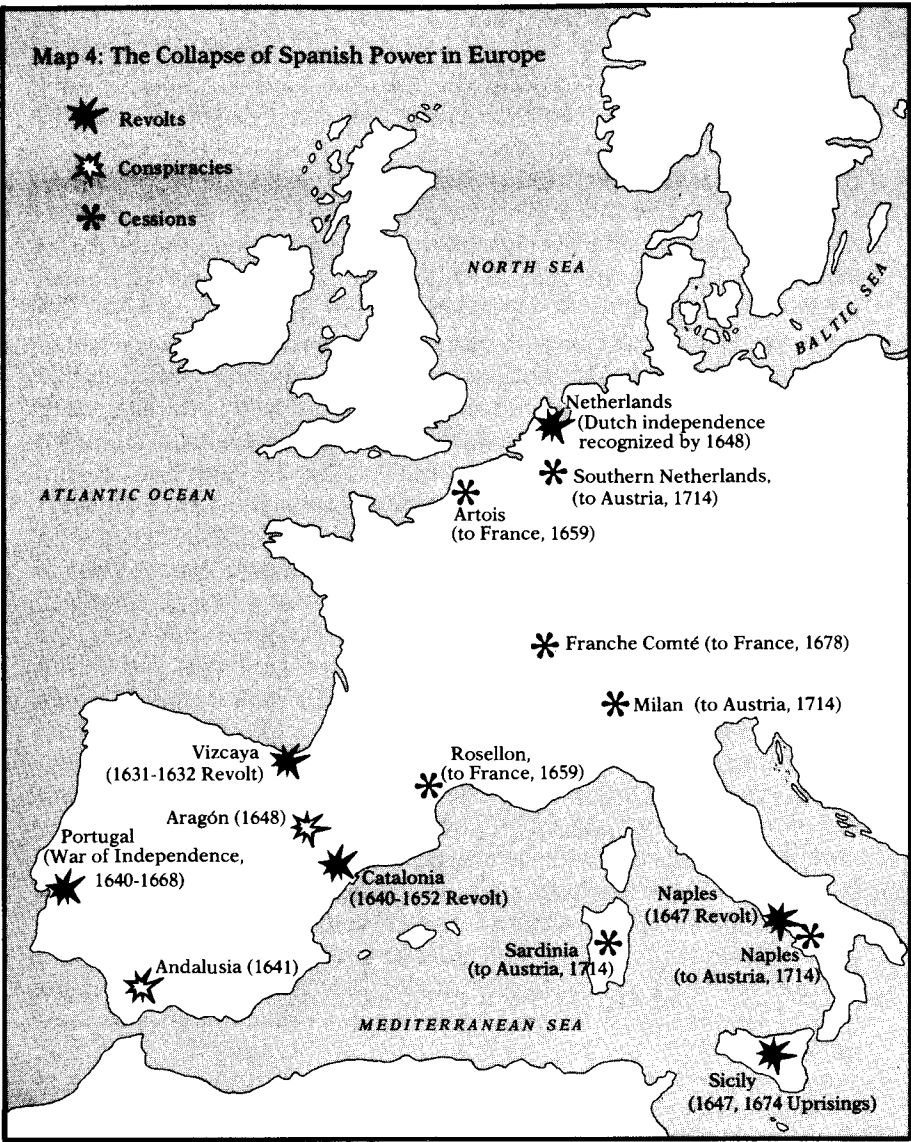 Map 4: The Collapse of Spanish Power in Europe
Revolts
Conspiracies
Cessions
NORTH SEA
BALTIC SEA
Netherlands
(Dutch independence
recognized by 1648)
Southern Netherlands,
(to Austria, 1714)
ATLANTIC OCEAN
Artois
(to France, 1659)
Franche Comté (to France, 1678)
Milan (to Austria, 1714)
Vizcaya
(1631-1632 Revolt)
Rosellon,
(to France, 1659)
Aragón (1648)
Portugal
(War of Independence,
1640-1668)
Catalonia
(1640-1652 Revolt)
Naples
(1647 Revolt)
Sardinia
(to Austria, 1714)
Naples
(to Austria, 1714)
Andalusia (1641)
MEDITERRANEAN SEA
Sicily
(1647, 1674 Uprisings)